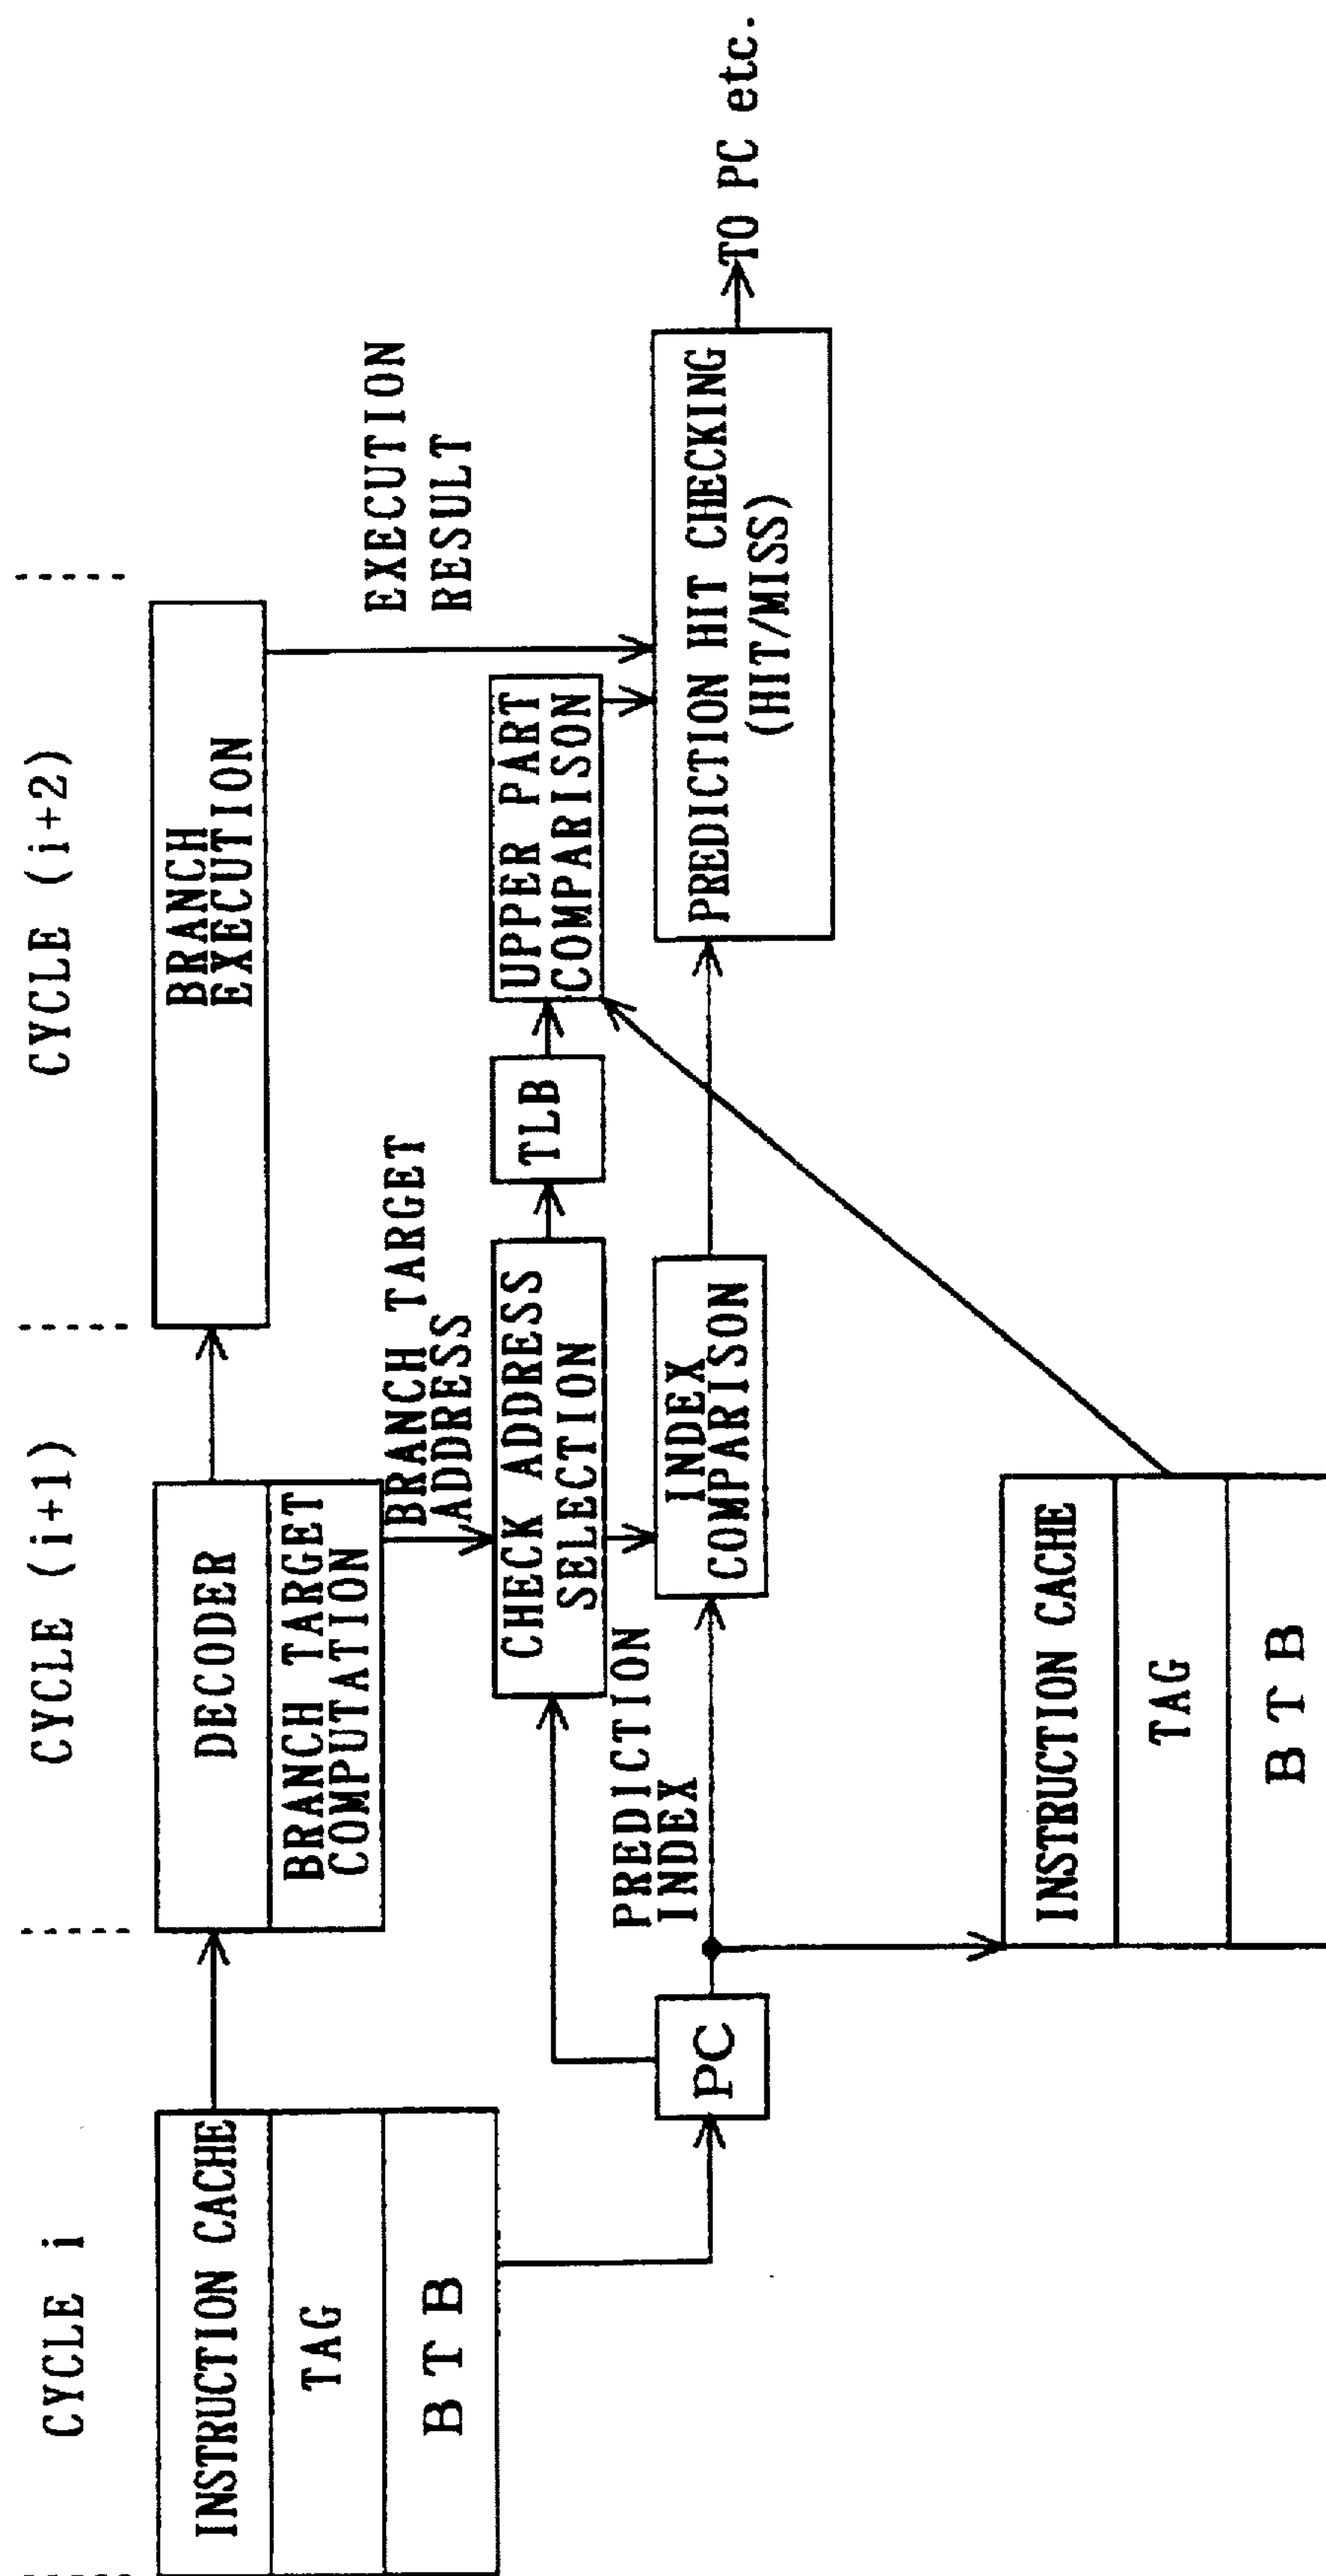 CYCLE i
CYCLE (i+1)
CYCLE (i+2)
INSTRUCTION CACHE
TAG
BTB
DECODER
BRANCH TARGET
COMPUTATION
BRANCH
EXECUTION
BRANCH TARGET
ADDRESS
EXECUTION
RESULT
CHECK ADDRESS
SELECTION
TLB
UPPER PART
COMPARISON
PC
PREDICTION
INDEX
INDEX
COMPARISON
PREDICTION HIT CHECKING
(HIT/MISS)
TO PC etc.
INSTRUCTION CACHE
TAG
BTB